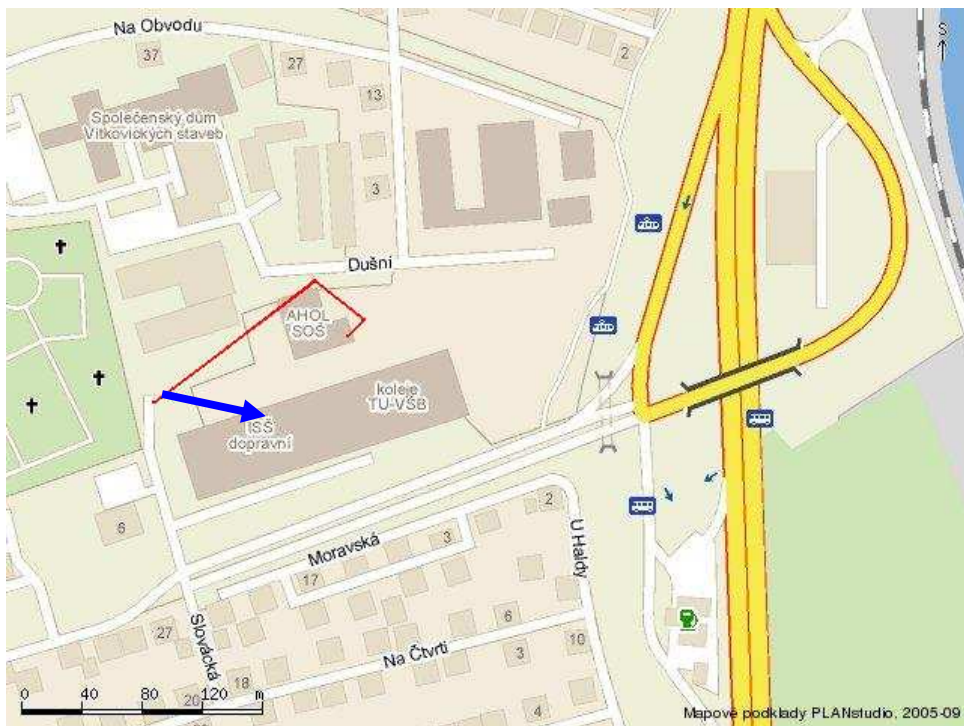 Na Obvodu
37
27
2
S
13
Společenský dům
Vítkovických staveb
3
Dušní
AHOL
SOŠ
koleje
TU-VŠB
ISŠ
dopravní
6
2
U Haldy
3
Moravská
17
27
Slovácká
6
10
18
Na Čtvrti
3
20
4
0 40 80 120 m
Mapové podklady PLANstudio, 2005-09